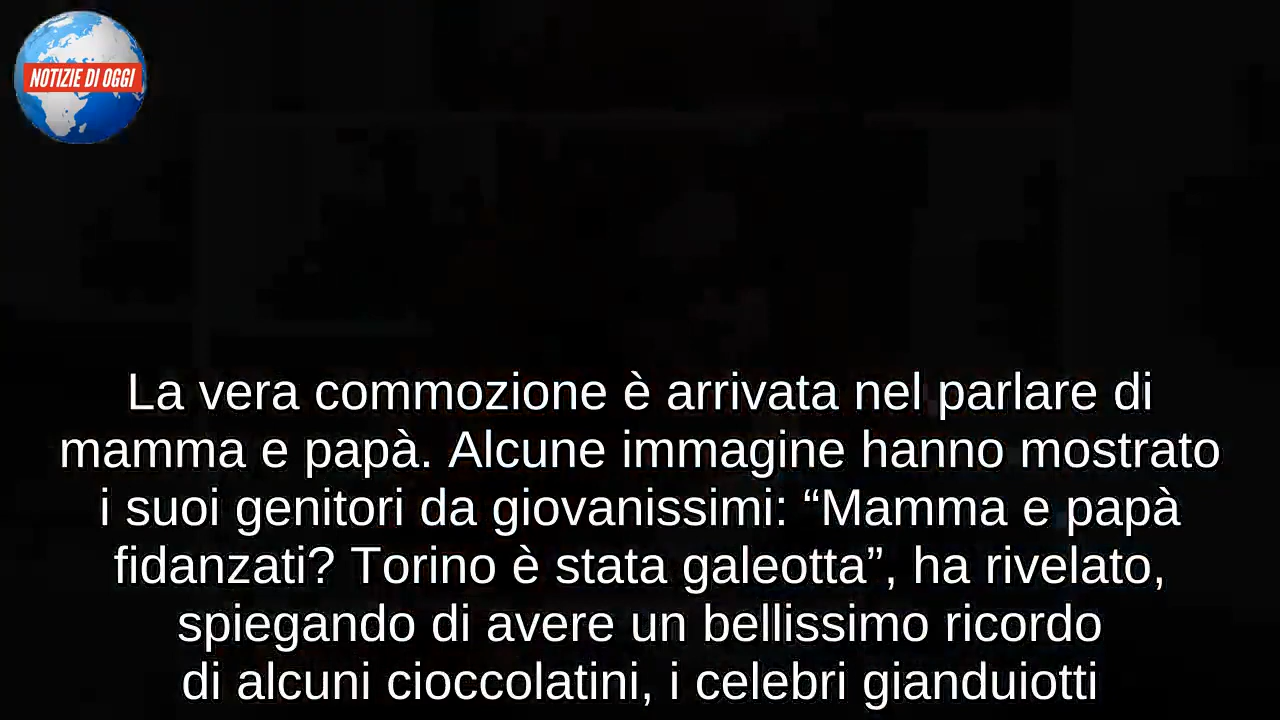 NOTIZIE DI OGGI
La vera commozione è arrivata nel parlare di
mamma e papà. Alcune immagine hanno mostrato
i suoi genitori da giovanissimi: “Mamma e papà
fidanzati? Torino è stata galeotta”, ha rivelato,
spiegando di avere un bellissimo ricordo
di alcuni cioccolatini, i celebri gianduiotti